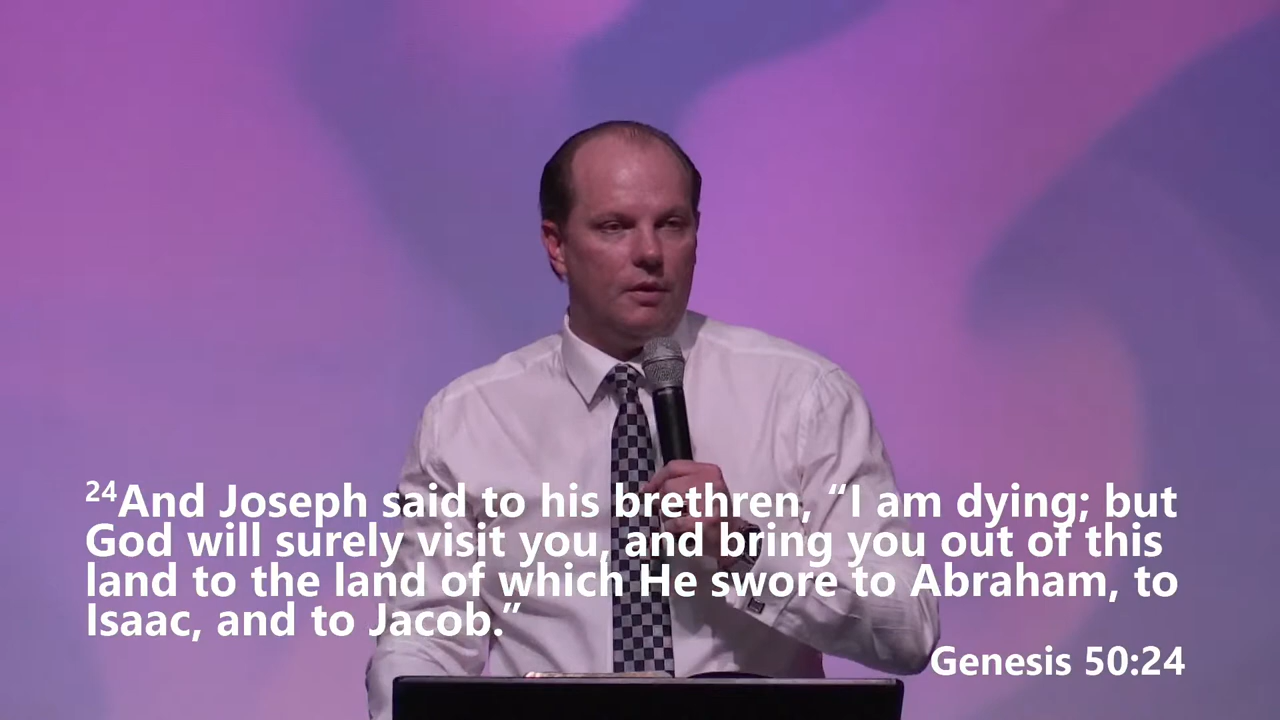 24And Joseph said to his brethren, “I am dying; but
God will surely visit you, and bring you out of this
land to the land of which He swore to Abraham, to
Isaac, and to Jacob.”
Genesis 50:24